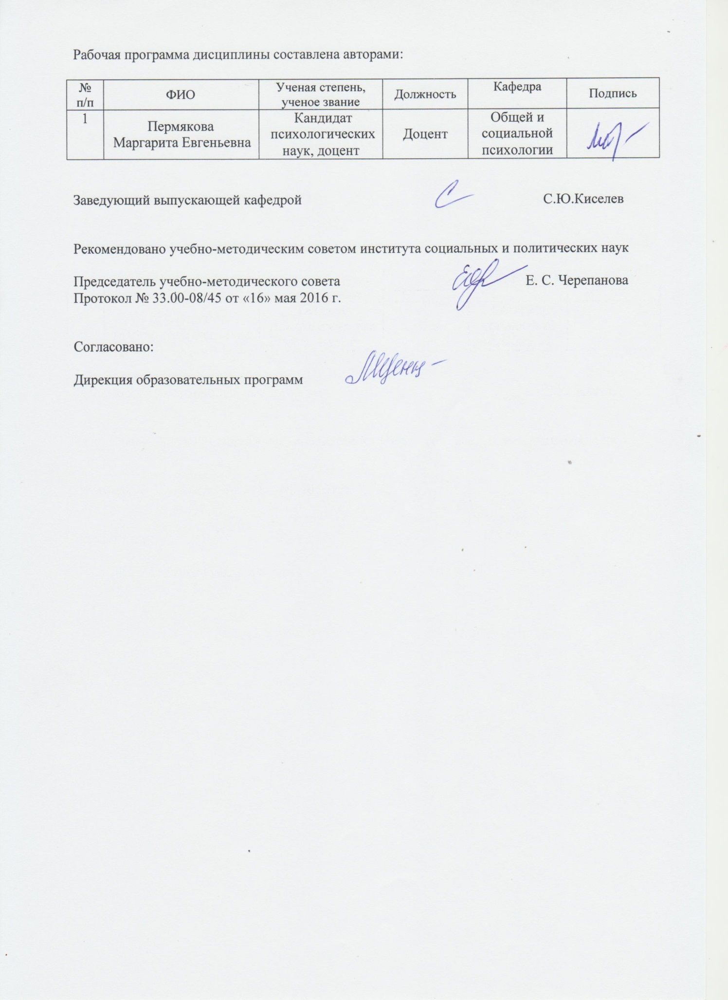 Рабочая программа дисциплины составлена авторами:
№ п/п ФИО Ученая степень, ученое звание Должность Кафедра Подпись
1 Пермякова Маргарита Евгеньевна Кандидат психологических наук, доцент Доцент Общей и социальной психологии
Заведующий выпускающей кафедрой С.Ю.Киселев
Рекомендовано учебно-методическим советом института социальных и политических наук
Председатель учебно-методического совета Е. С. Черепанова
Протокол № 33.00-08/45 от «16» мая 2016 г.
Согласовано:
Дирекция образовательных программ